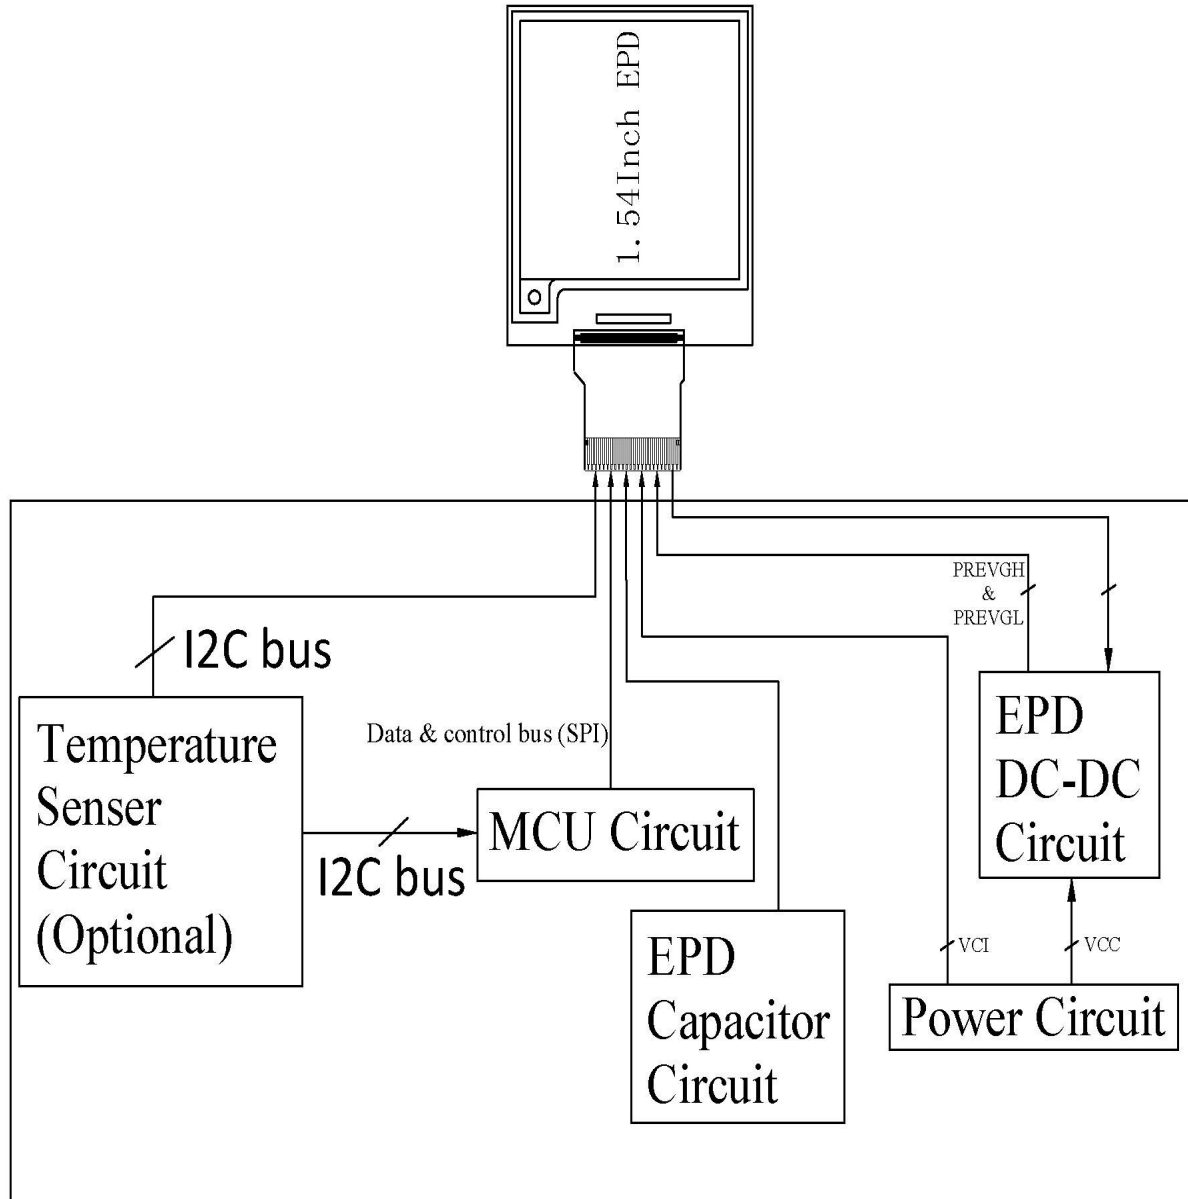 1.54Inch EPD
PREVGH
&
PREVGL
I2C bus
Temperature
Senser
Circuit
(Optional)
Data & control bus (SPI)
I2C bus
MCU Circuit
EPD
DC-DC
Circuit
EPD
Capacitor
Circuit
VCI
VCC
Power Circuit